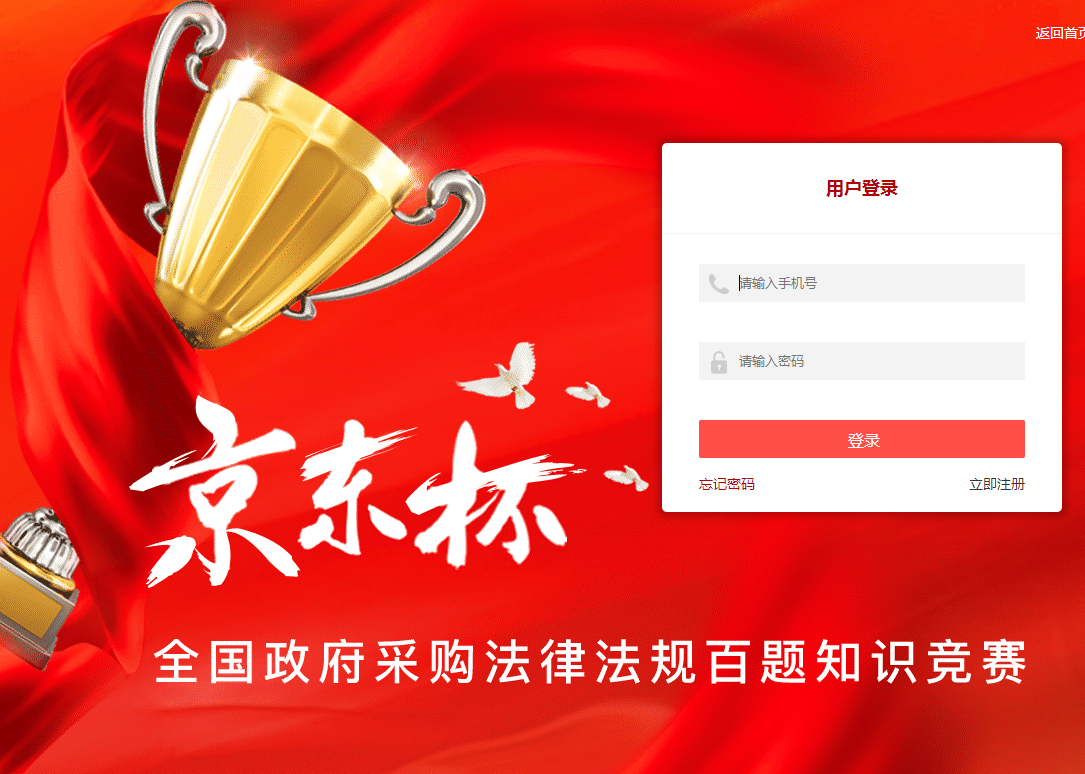 返回首页
用户登录
请输入手机号
请输入密码
登录
忘记密码
立即注册
京东杯
全国政府采购法律法规百题知识竞赛